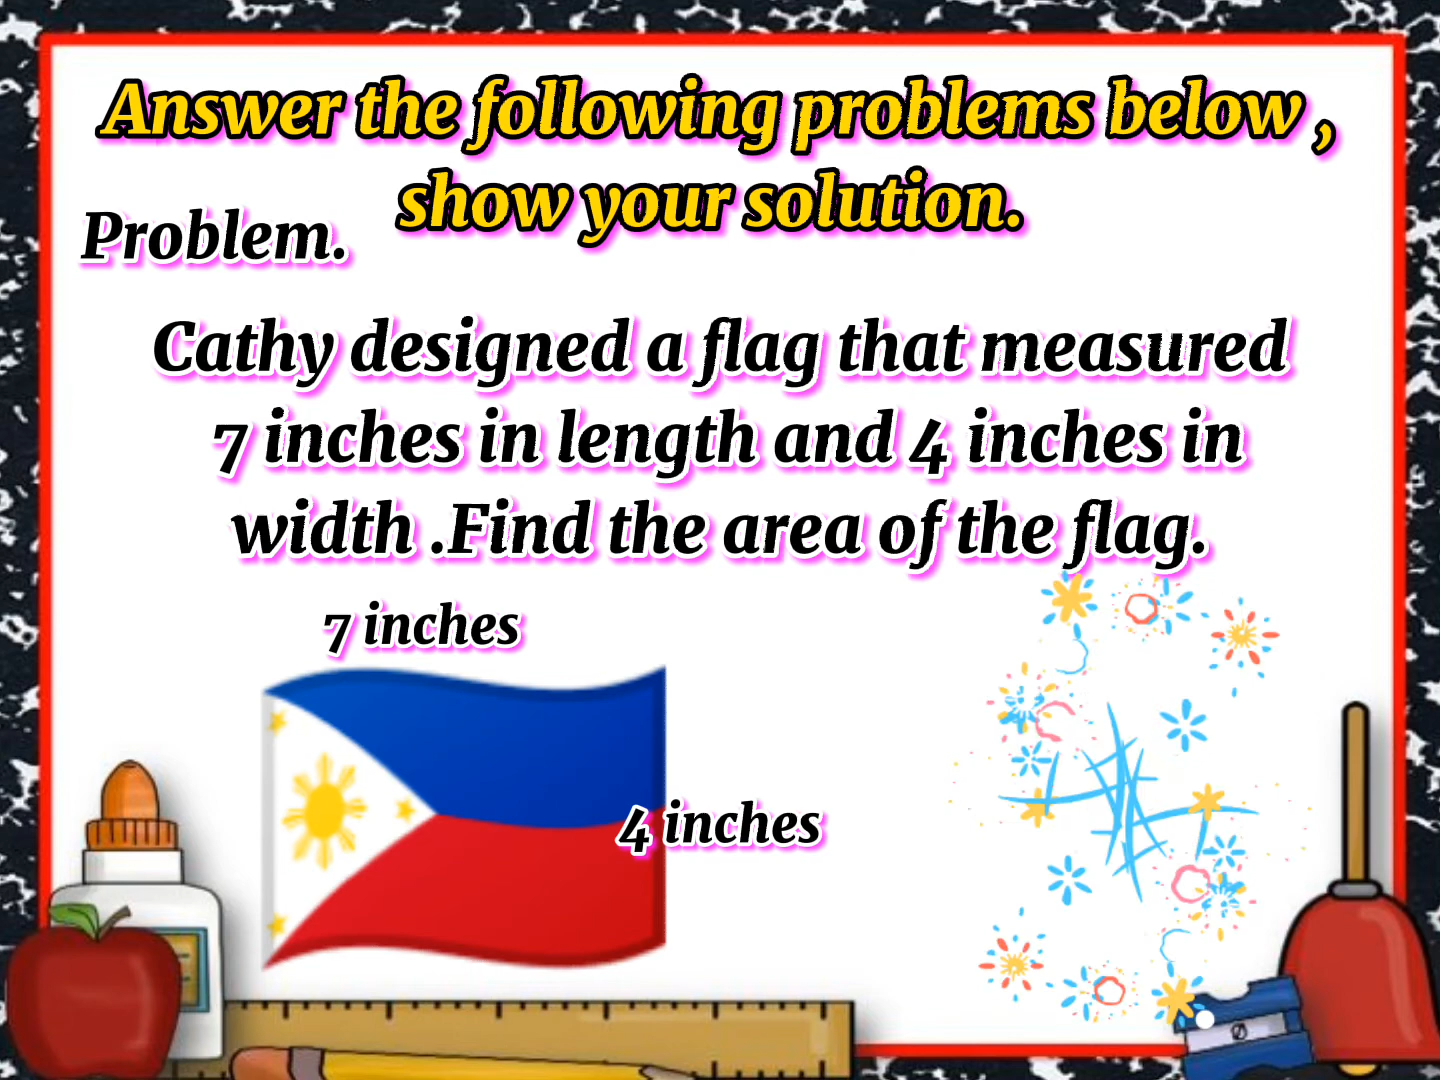 Answer the following problems below ,
show your solution.
Problem.
Cathy designed a flag that measured
7 inches in length and 4 inches in
width .Find the area of the flag.
7 inches
4 inches